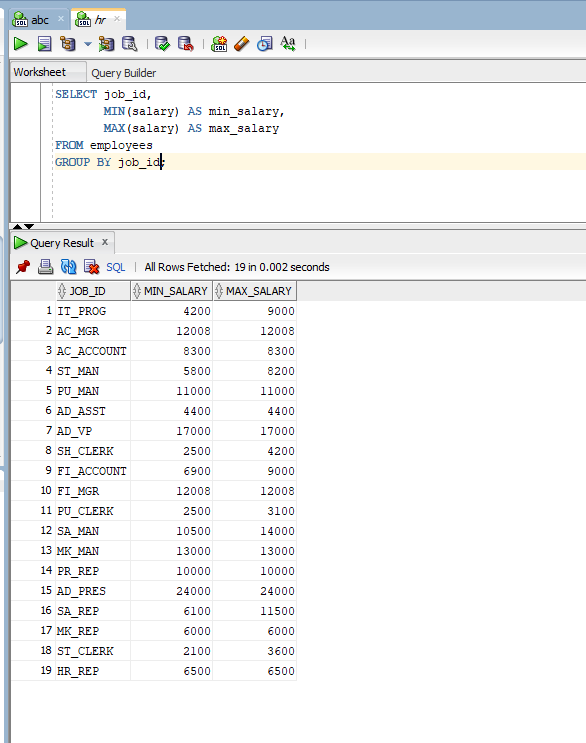 abc
hr
Worksheet Query Builder
SELECT job_id,
MIN(salary) AS min_salary,
MAX(salary) AS max_salary
FROM employees
GROUP BY job_id;
Query Result
SQL | All Rows Fetched: 19 in 0.002 seconds
JOB_ID MIN_SALARY MAX_SALARY
1 IT_PROG 4200 9000
2 AC_MGR 12008 12008
3 AC_ACCOUNT 8300 8300
4 ST_MAN 5800 8200
5 PU_MAN 11000 11000
6 AD_ASST 4400 4400
7 AD_VP 17000 17000
8 SH_CLERK 2500 4200
9 FI_ACCOUNT 6900 9000
10 FI_MGR 12008 12008
11 PU_CLERK 2500 3100
12 SA_MAN 10500 14000
13 MK_MAN 13000 13000
14 PR_REP 10000 10000
15 AD_PRES 24000 24000
16 SA_REP 6100 11500
17 MK_REP 6000 6000
18 ST_CLERK 2100 3600
19 HR_REP 6500 6500